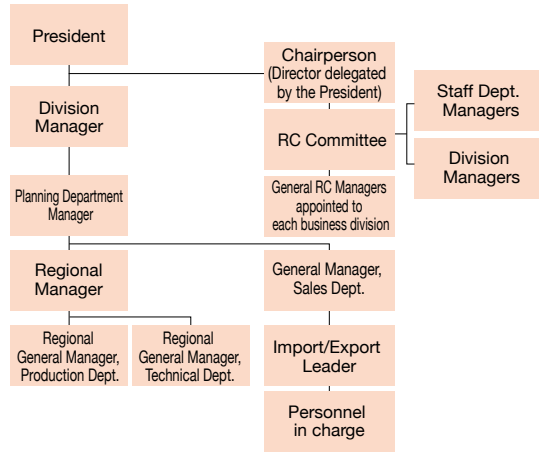 President
Chairperson
(Director delegated
by the President)
Division
Manager
Staff Dept.
Managers
RC Committee
Division
Managers
Planning Department
Manager
General RC Managers
appointed to
each business division
Regional
Manager
General Manager,
Sales Dept.
Regional
General Manager,
Production Dept.
Regional
General Manager,
Technical Dept.
Import/Export
Leader
Personnel
in charge